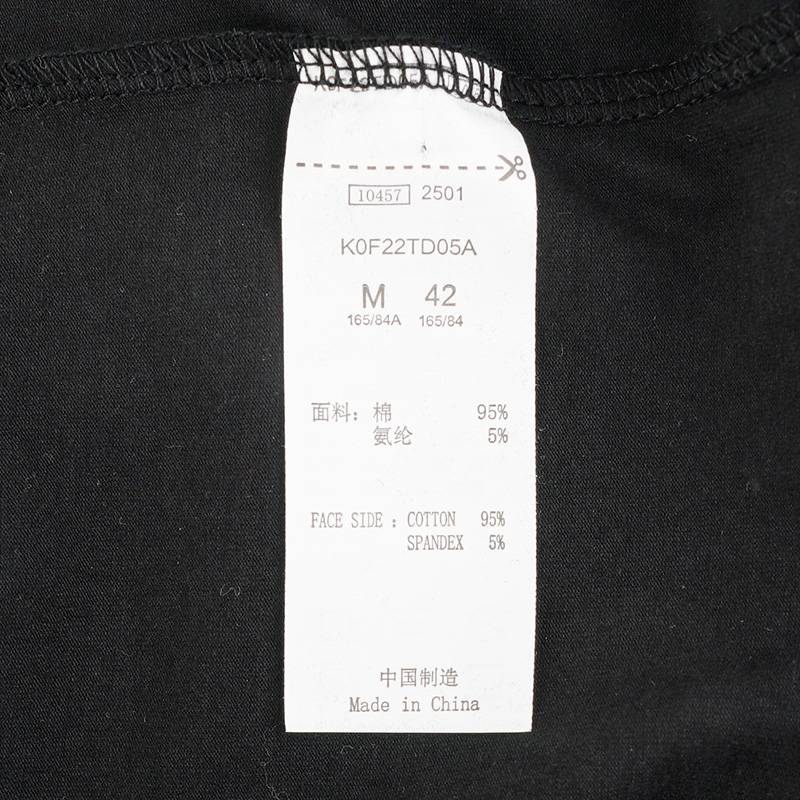 10457 2501
K0F22TD05A
M 42
165/84A 165/84
面料：棉 95%
氨纶 5%
FACE SIDE : COTTON 95%
SPANDEX 5%
中国制造
Made in China